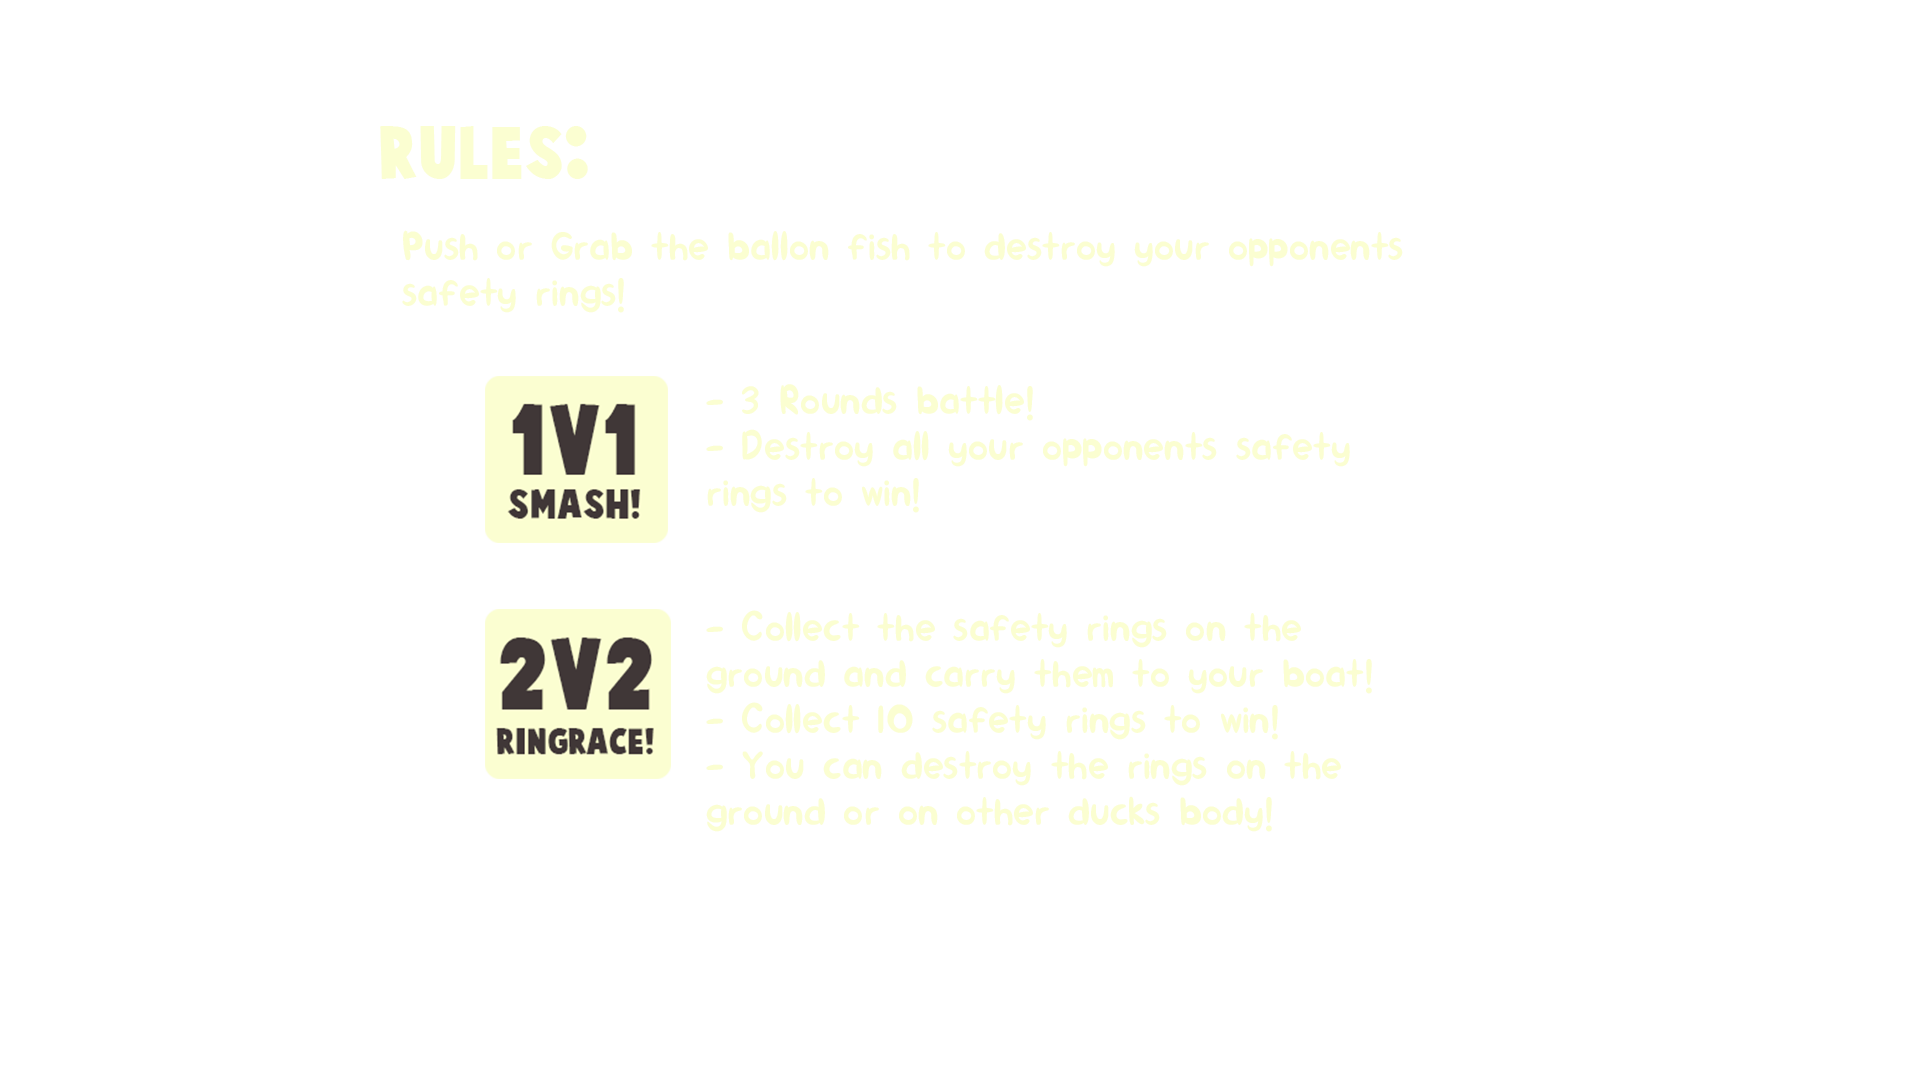 RULES:
Push or Grab the ballon fish to destroy your opponents
safety rings!
1V1
SMASH!
- 3 Rounds battle!
- Destroy all your opponents safety
rings to win!
2V2
RINGRACE!
- Collect the safety rings on the
ground and carry them to your boat!
- Collect 10 safety rings to win!
- You can destroy the rings on the
ground or on other ducks body!